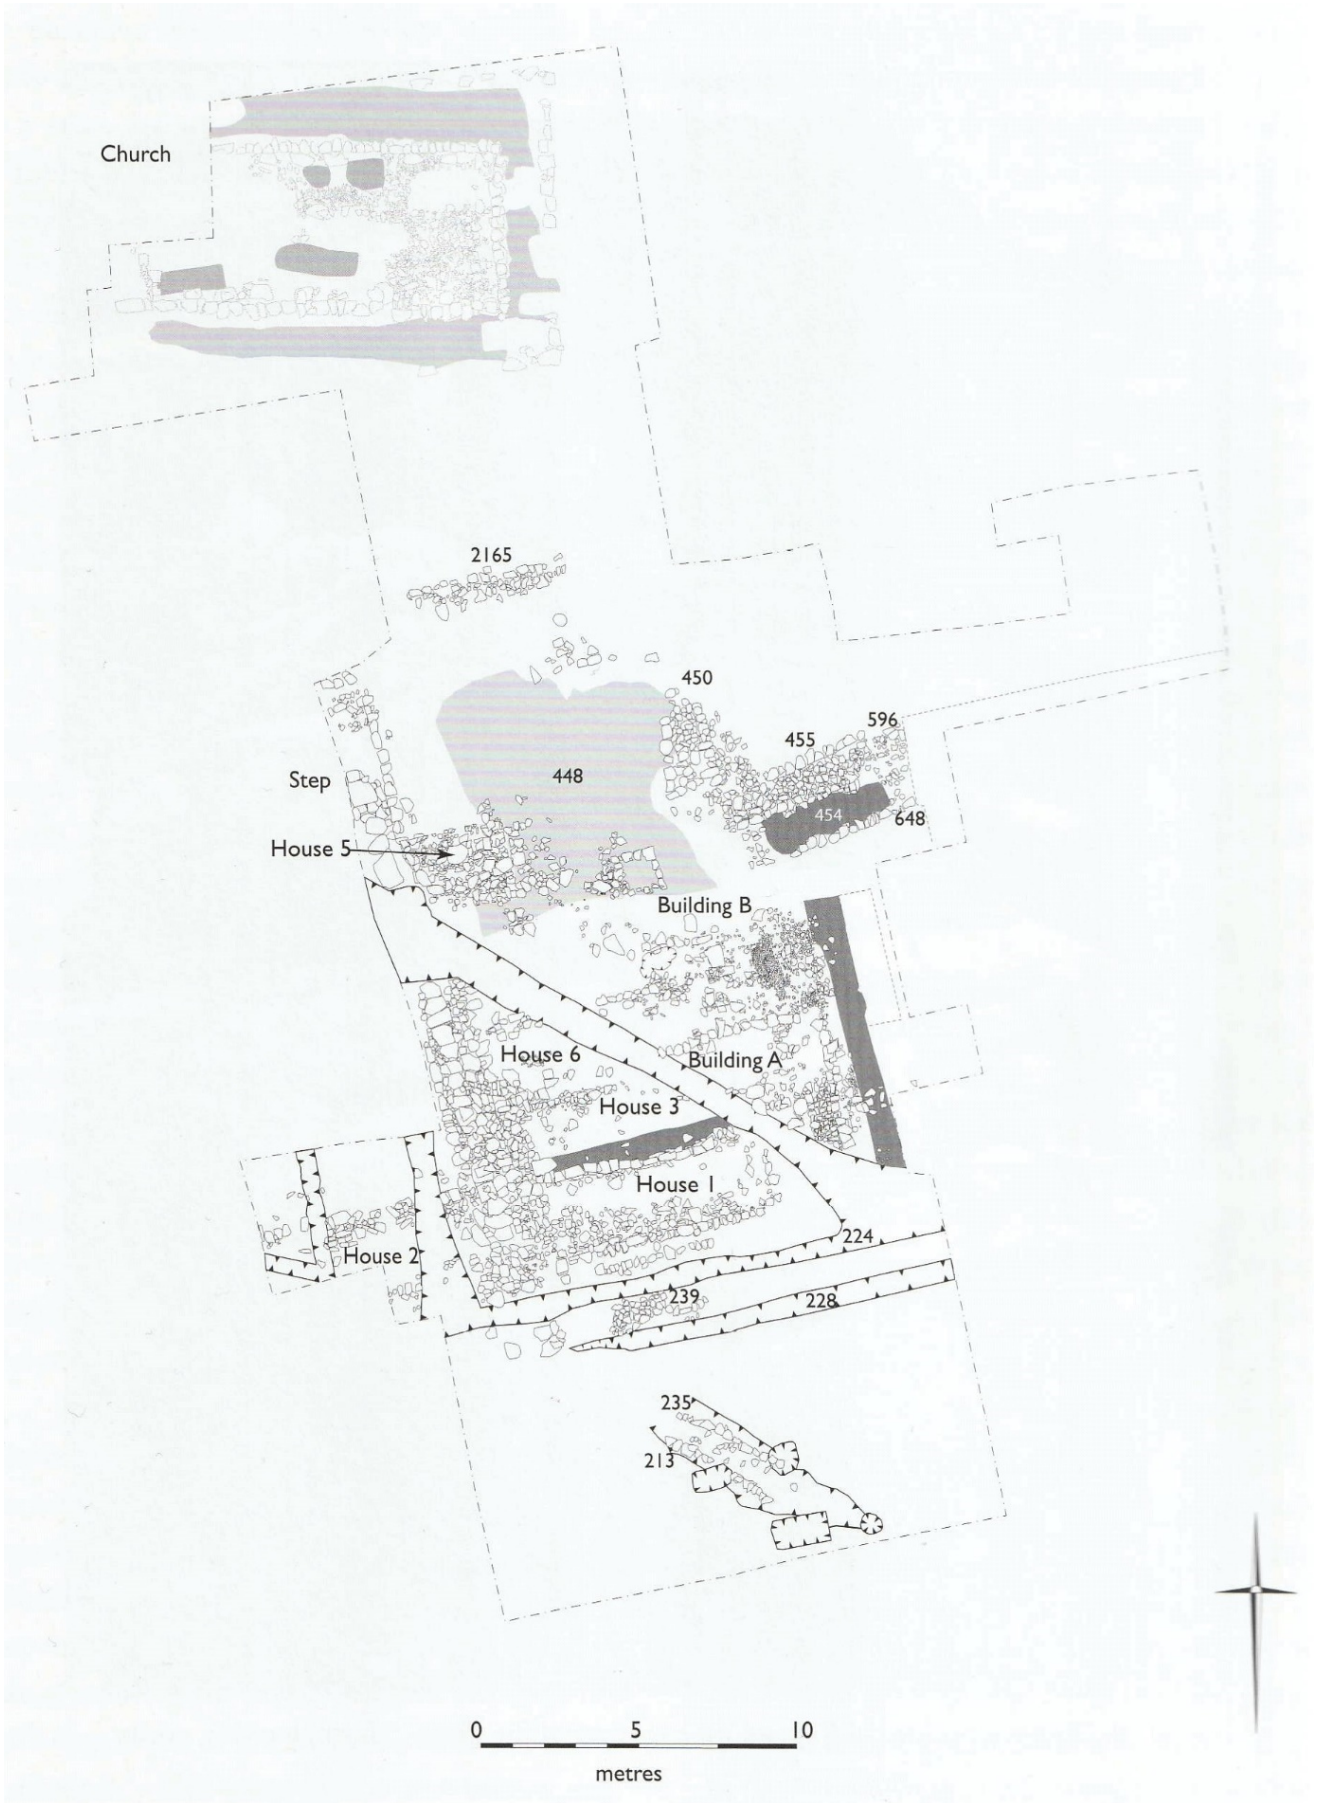 Church
2165
450
596
455
Step
448
454
648
House 5
Building B
House 6
Building A
House 3
House 1
224
House 2
239
228
235
213
0 5 10
metres